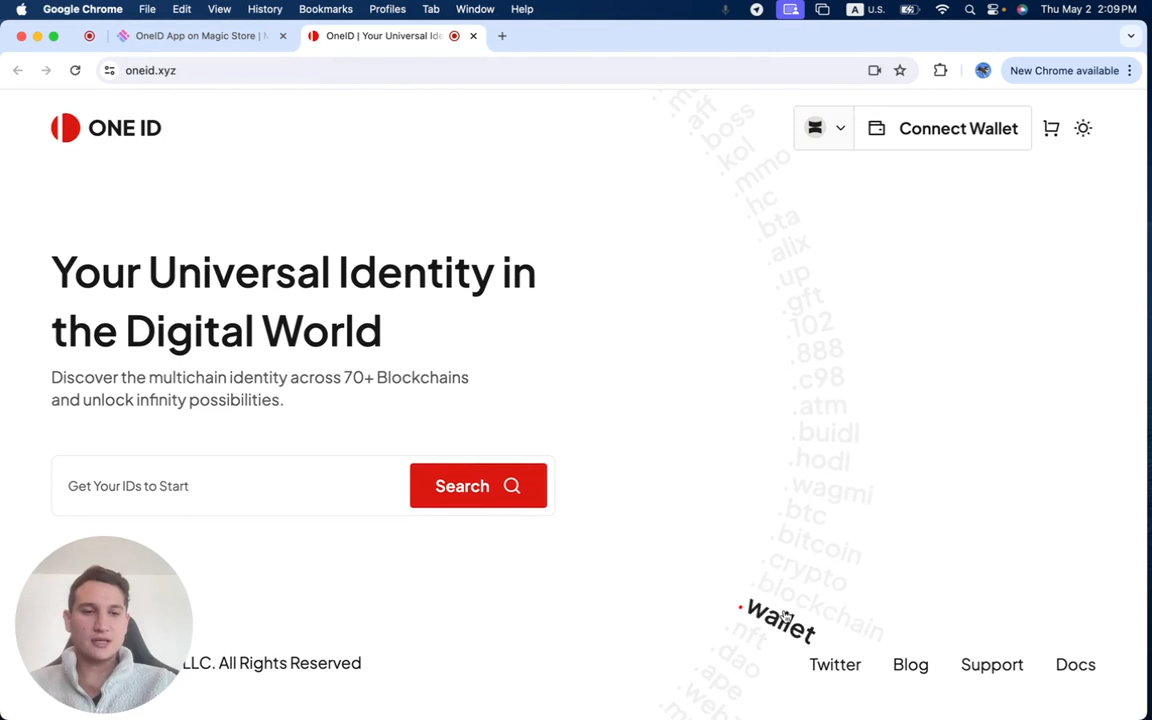 Google Chrome File Edit View History Bookmarks Profiles Tab Window Help A U.S. Thu May 2 2:09 PM
OneID App on Magic Store | OneID | Your Universal Ide
oneid.xyz New Chrome available
ONE ID
Connect Wallet
.boss
.kol
.mmo
.hc
.bta
.alix
.up
.gft
.102
.888
.c98
.atm
.buidl
.hodl
.wagmi
.btc
.bitcoin
.crypto
.blockchain
.wallet
.nft
.dao
.ape
Your Universal Identity in
the Digital World
Discover the multichain identity across 70+ Blockchains
and unlock infinity possibilities.
Get Your IDs to Start Search
LLC. All Rights Reserved
Twitter Blog Support Docs